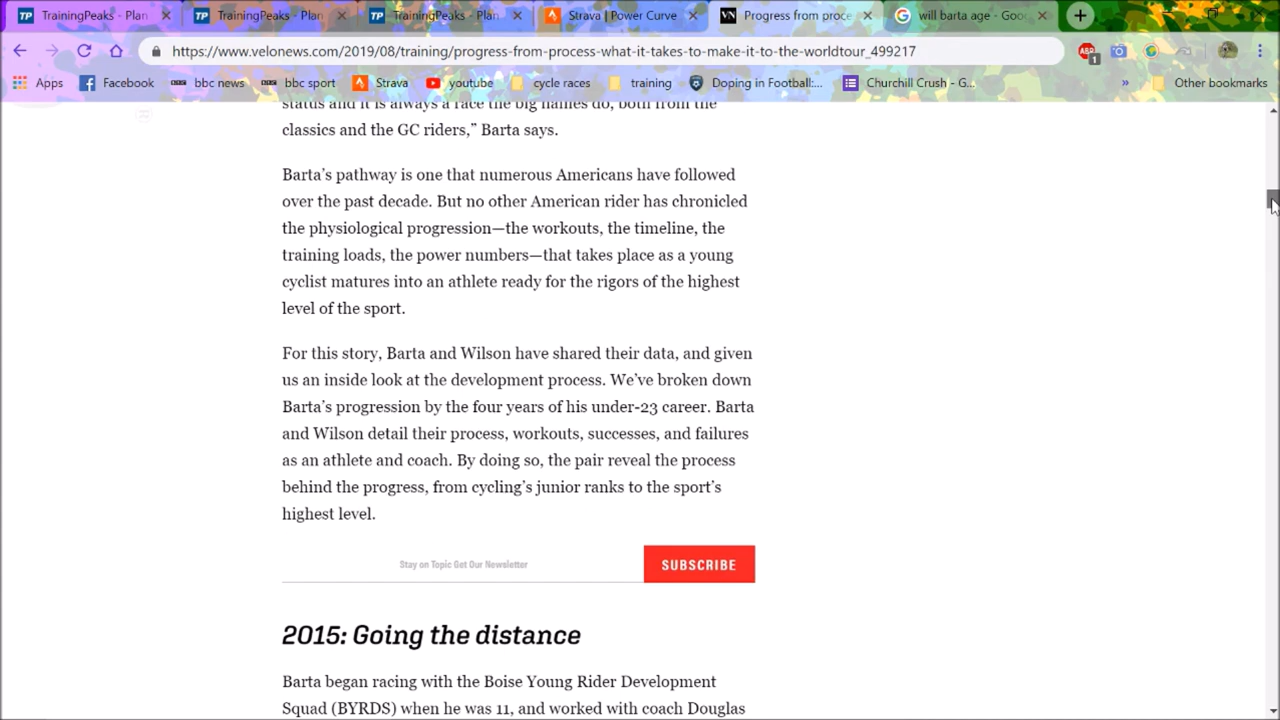 TrainingPeaks - Plan
TrainingPeaks - Plan
TrainingPeaks - Plan
Strava | Power Curve
Progress from proce
will barta age - Goo
https://www.velonews.com/2019/08/training/progress-from-process-what-it-takes-to-make-it-to-the-worldtour_499217
Apps Facebook bbc news bbc sport Strava youtube cycle races training Doping in Football:... Churchill Crush - G... » Other bookmarks
status and it is always a race the big names do, both from the
classics and the GC riders,” Barta says.
Barta’s pathway is one that numerous Americans have followed
over the past decade. But no other American rider has chronicled
the physiological progression—the workouts, the timeline, the
training loads, the power numbers—that takes place as a young
cyclist matures into an athlete ready for the rigors of the highest
level of the sport.
For this story, Barta and Wilson have shared their data, and given
us an inside look at the development process. We’ve broken down
Barta’s progression by the four years of his under-23 career. Barta
and Wilson detail their process, workouts, successes, and failures
as an athlete and coach. By doing so, the pair reveal the process
behind the progress, from cycling’s junior ranks to the sport’s
highest level.
Stay on Topic Get Our Newsletter
SUBSCRIBE
2015: Going the distance
Barta began racing with the Boise Young Rider Development
Squad (BYRDS) when he was 11, and worked with coach Douglas